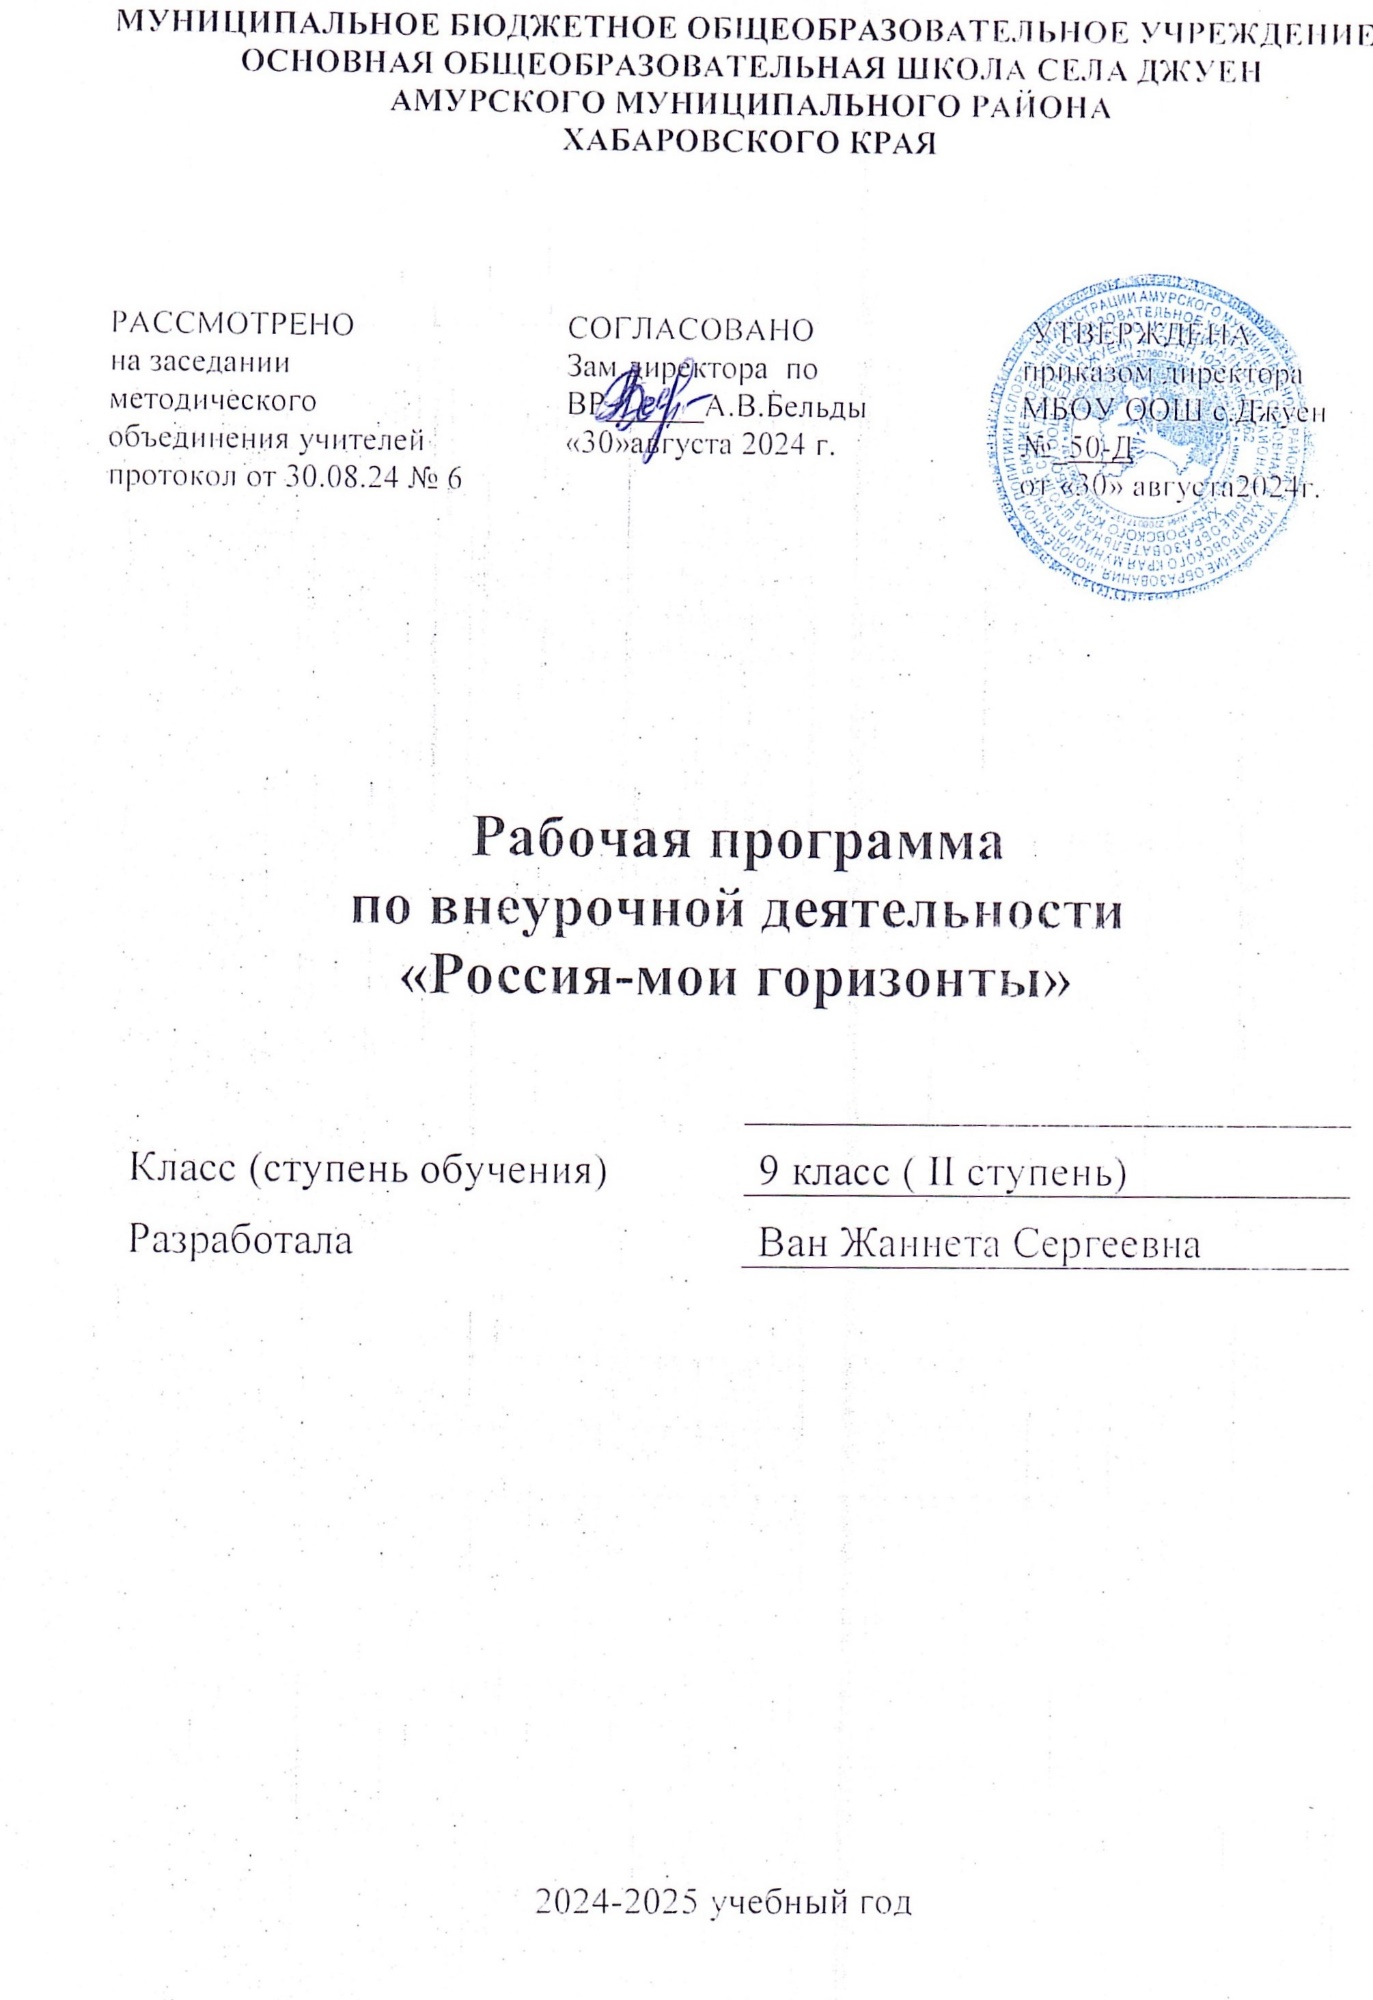 МУНИЦИПАЛЬНОЕ БЮДЖЕТНОЕ ОБЩЕОБРАЗОВАТЕЛЬНОЕ УЧРЕЖДЕНИЕ
ОСНОВНАЯ ОБЩЕОБРАЗОВАТЕЛЬНАЯ ШКОЛА СЕЛА ДЖУЕН
АМУРСКОГО МУНИЦИПАЛЬНОГО РАЙОНА
ХАБАРОВСКОГО КРАЯ
РАССМОТРЕНО
на заседании
методического
объединения учителей
протокол от 30.08.24 № 6
СОГЛАСОВАНО
Зам директора по
ВР А.В.Бельды
«30»августа 2024 г.
УТВЕРЖДЕНА
приказом директора
МБОУ ООШ с.Джуен
№ 50-Д
от «30» августа2024г.
Рабочая программа
по внеурочной деятельности
«Россия-мои горизонты»
Класс (ступень обучения) 9 класс ( II ступень)
Разработала Ван Жаннета Сергеевна
2024-2025 учебный год